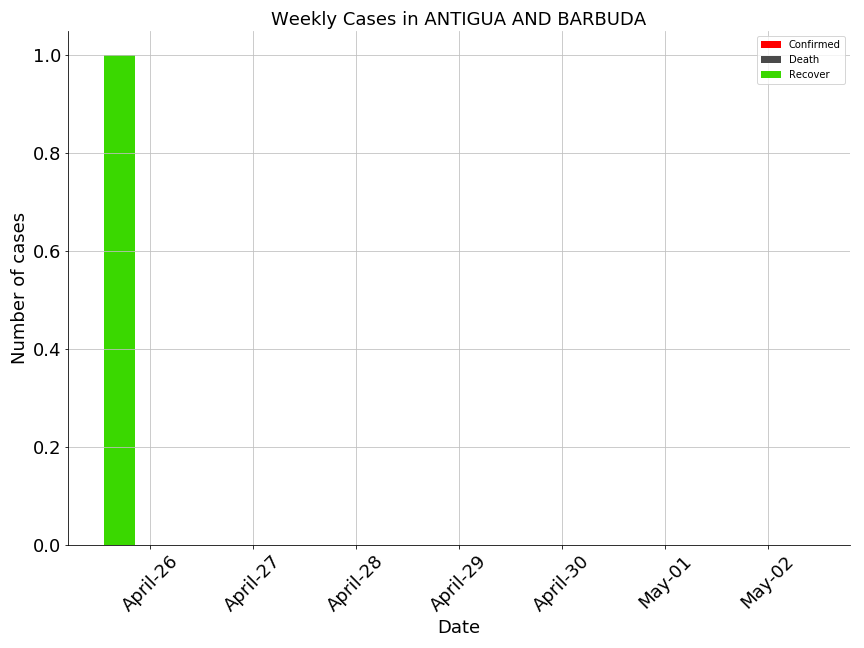 Weekly Cases in ANTIGUA AND BARBUDA
Confirmed
Death
Recover
Number of cases
1.0
0.8
0.6
0.4
0.2
0.0
April-26
April-27
April-28
April-29
April-30
May-01
May-02
Date